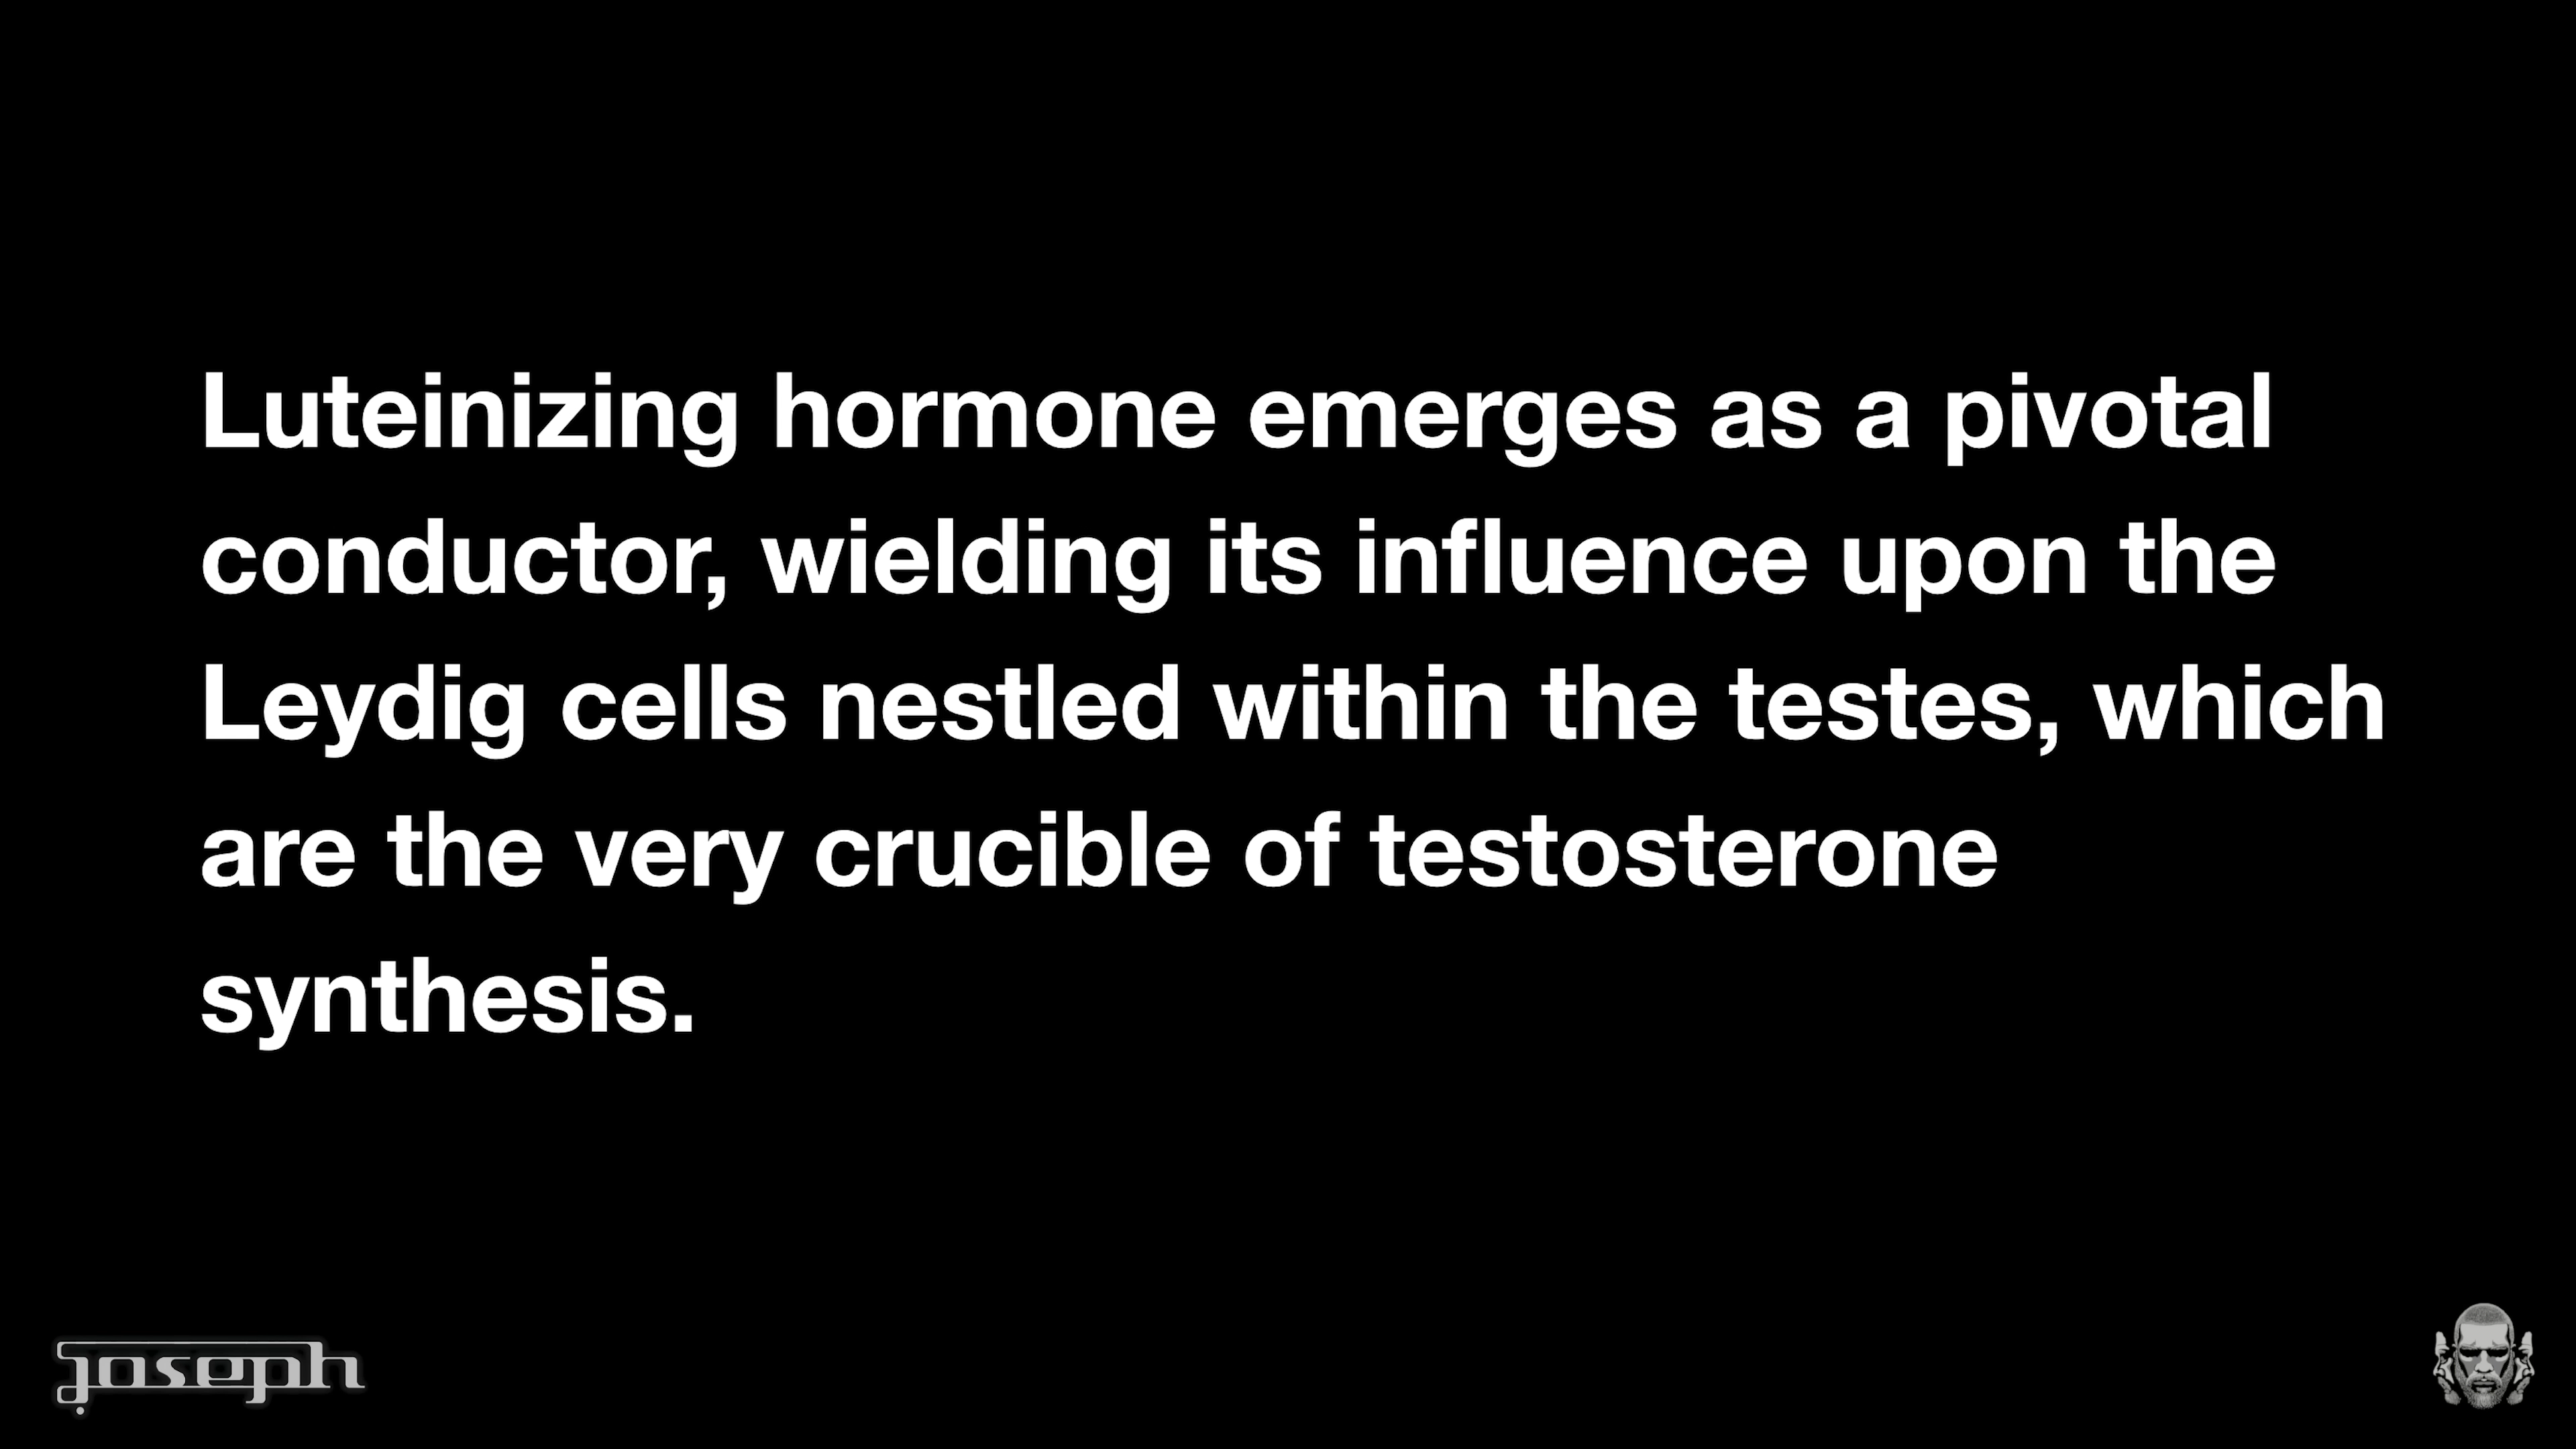 Luteinizing hormone emerges as a pivotal
conductor, wielding its influence upon the
Leydig cells nestled within the testes, which
are the very crucible of testosterone
synthesis.
joseph